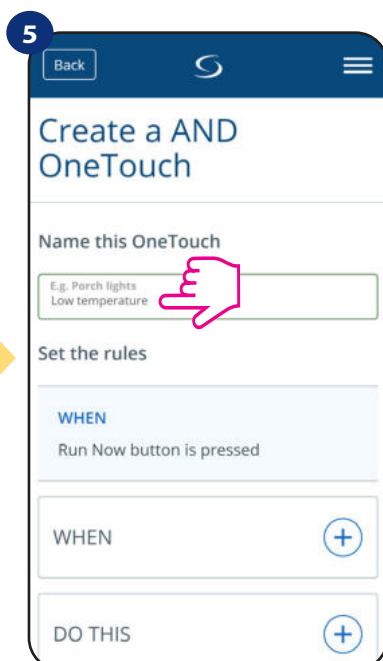 5
Back
Create a AND
OneTouch
Name this OneTouch
E.g. Porch lights
Low temperature
Set the rules
WHEN
Run Now button is pressed
WHEN
DO THIS